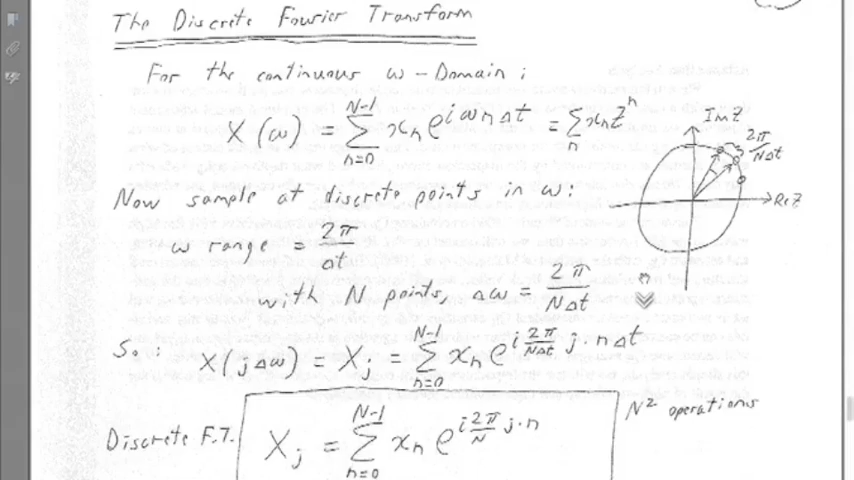 The Discrete Fourier Transform
For the continuous ω-Domain:
X(ω) = Σ_{n=0}^{N-1} x_n e^{iωnΔt} = Σ_n x_n Z^n
Im Z
2π/NΔt
Re Z
Now sample at discrete points in ω:
ω range = 2π/Δt
with N points, Δω = 2π/NΔt
So: X(jΔω) = X_j = Σ_{n=0}^{N-1} x_n e^{i 2π/NΔt j·nΔt}
N² operations
Discrete F.T. X_j = Σ_{n=0}^{N-1} x_n e^{i 2π/N j·n}